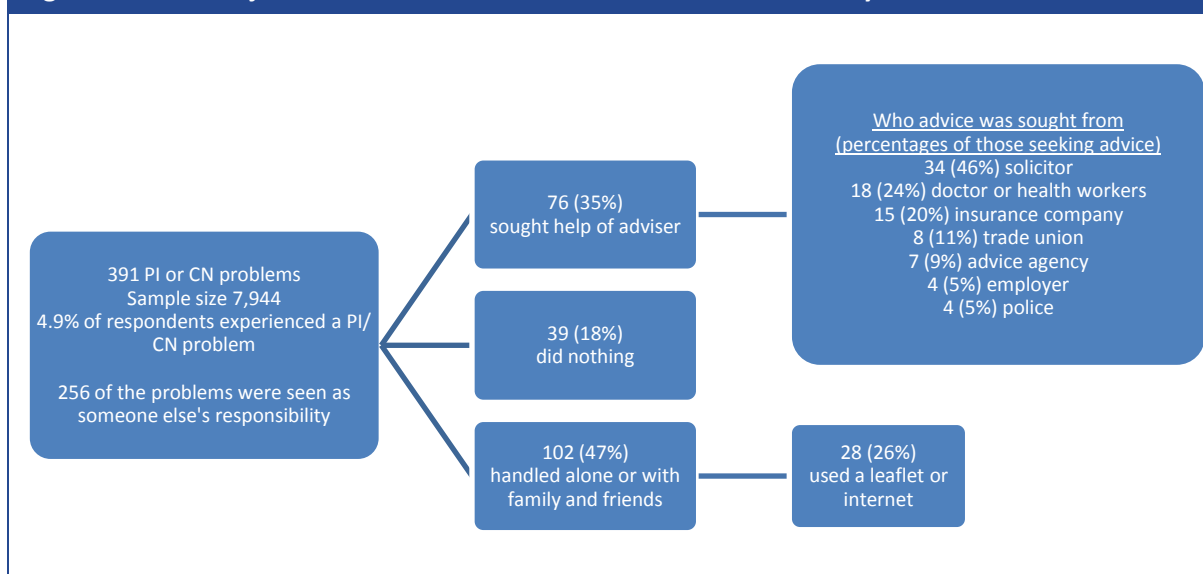 391 PI or CN problems
Sample size 7,944
4.9% of respondents experienced a PI/
CN problem
256 of the problems were seen as
someone else's responsibility
76 (35%)
sought help of adviser
39 (18%)
did nothing
102 (47%)
handled alone or with
family and friends
Who advice was sought from
(percentages of those seeking advice)
34 (46%) solicitor
18 (24%) doctor or health workers
15 (20%) insurance company
8 (11%) trade union
7 (9%) advice agency
4 (5%) employer
4 (5%) police
28 (26%)
used a leaflet or
internet